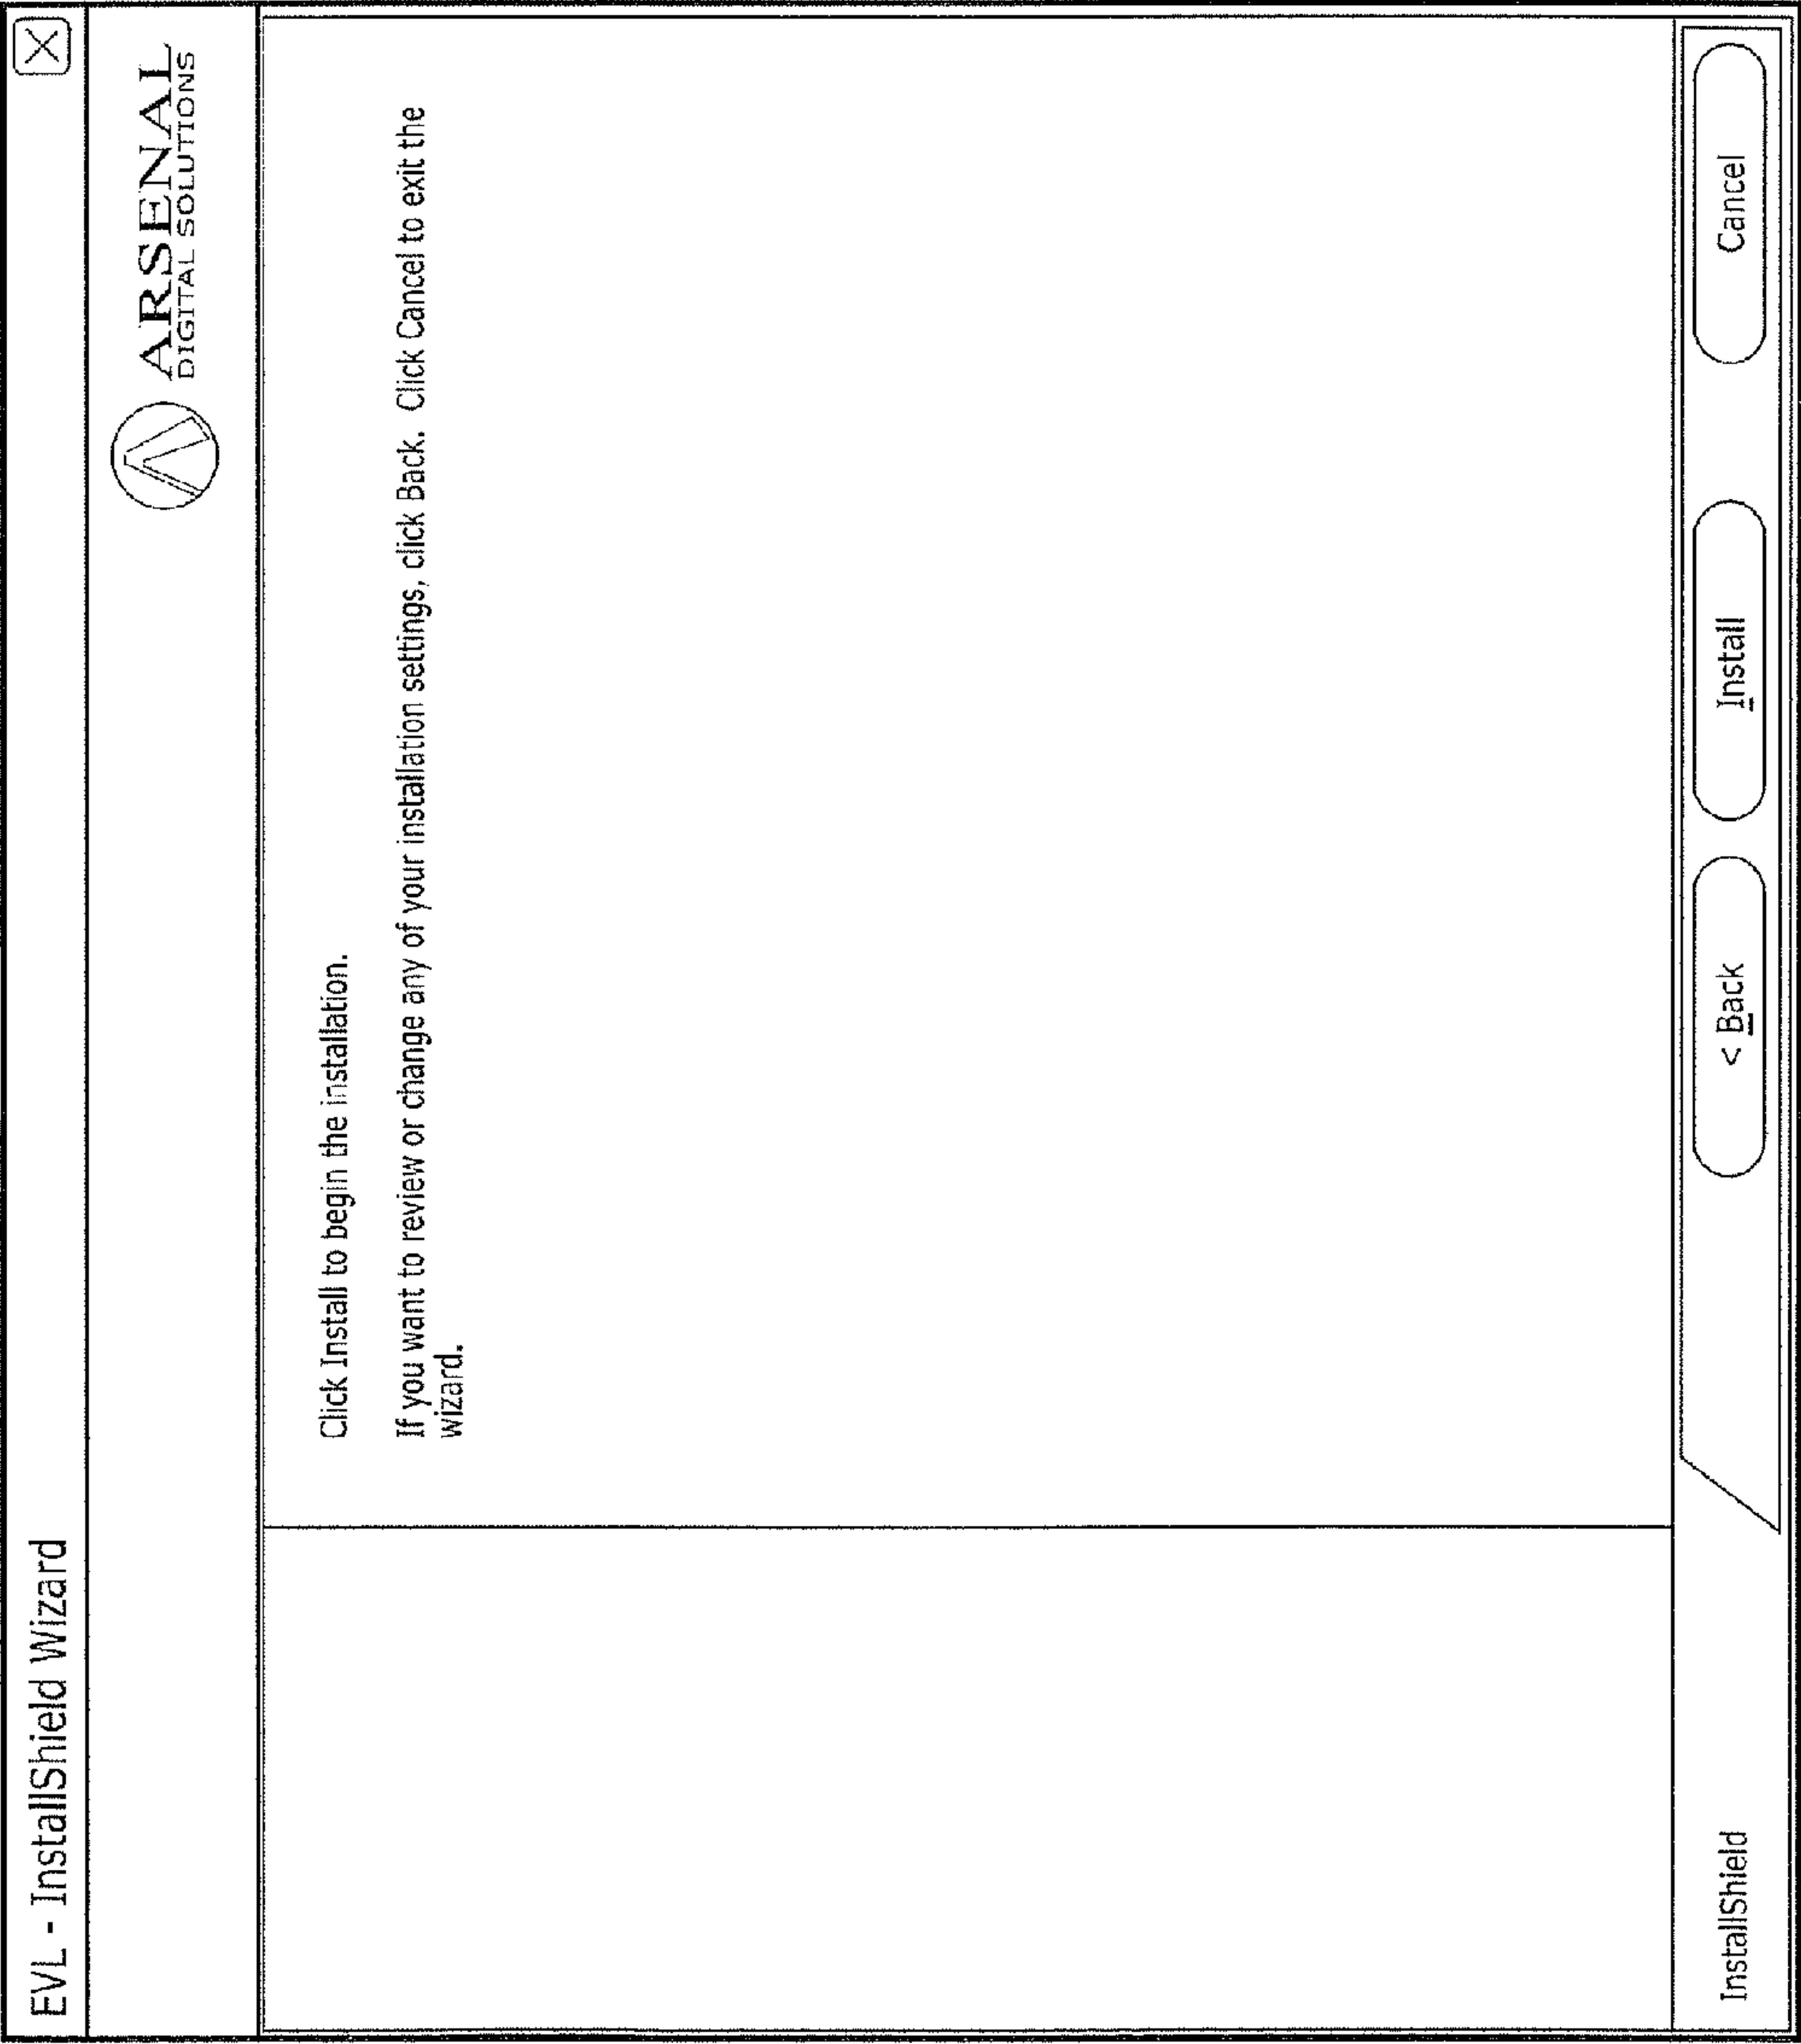 EVL - InstallShield Wizard
ARSENAL
DIGITAL SOLUTIONS
Click Install to begin the installation.
If you want to review or change any of your installation settings, click Back. Click Cancel to exit the
wizard.
InstallShield
< Back
Install
Cancel